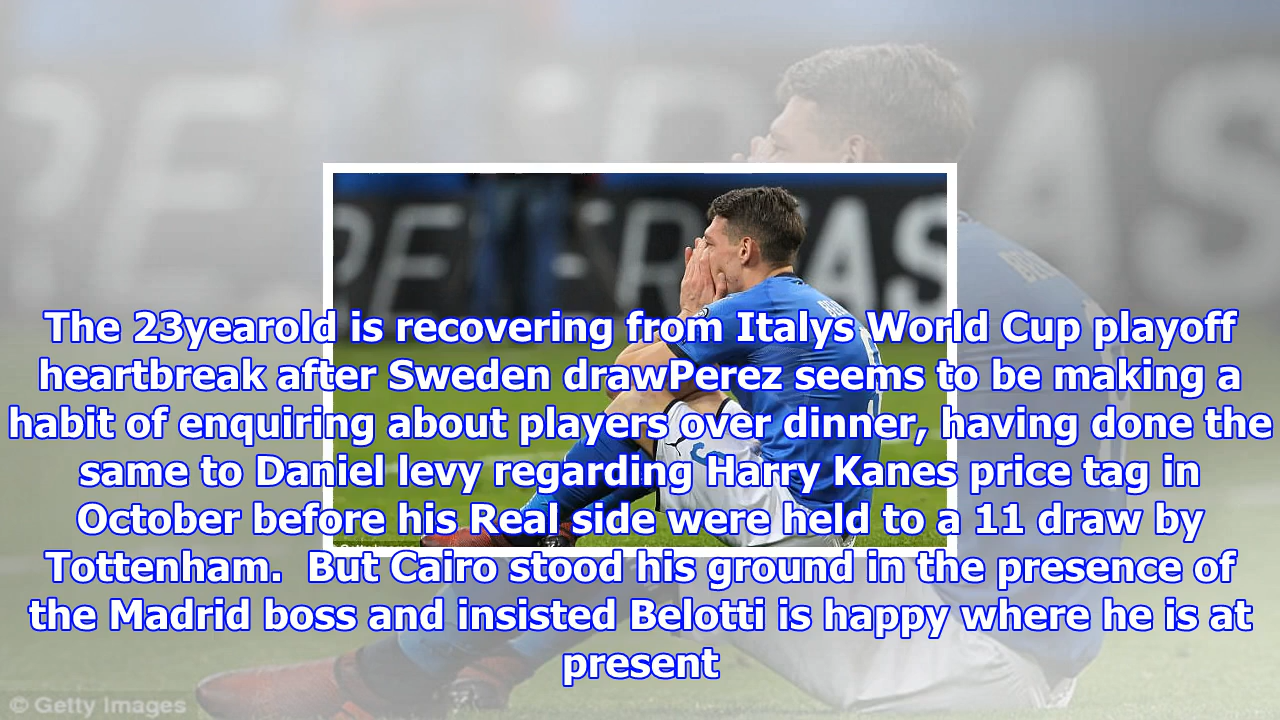 The 23yearold is recovering from Italys World Cup playoff
heartbreak after Sweden drawPerez seems to be making a
habit of enquiring about players over dinner, having done the
same to Daniel levy regarding Harry Kanes price tag in
October before his Real side were held to a 11 draw by
Tottenham.  But Cairo stood his ground in the presence of
the Madrid boss and insisted Belotti is happy where he is at
present
© Getty Images